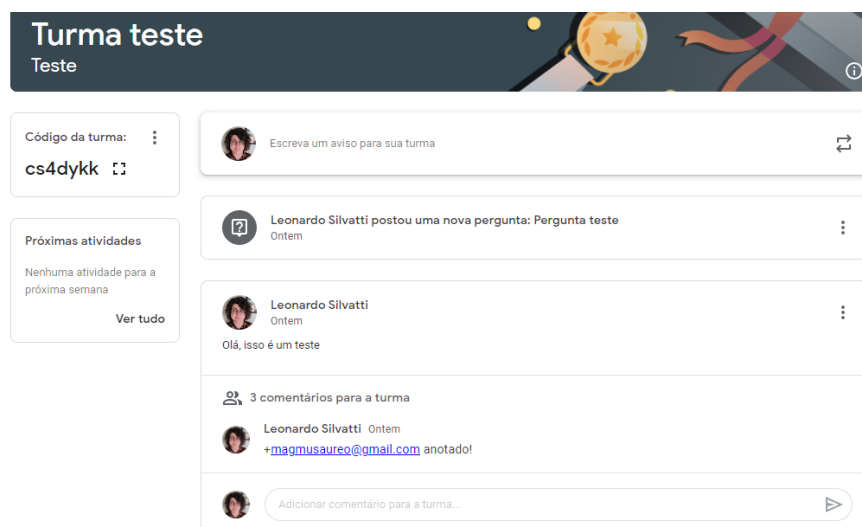 Turma teste
Teste
Código da turma:
cs4dykk
Próximas atividades
Nenhuma atividade para a
próxima semana
Ver tudo
Escreva um aviso para sua turma
Leonardo Silvatti postou uma nova pergunta: Pergunta teste
Ontem
Leonardo Silvatti
Ontem
Olá, isso é um teste
3 comentários para a turma
Leonardo Silvatti Ontem
+magmusaureo@gmail.com anotado!
Adicionar comentário para a turma...